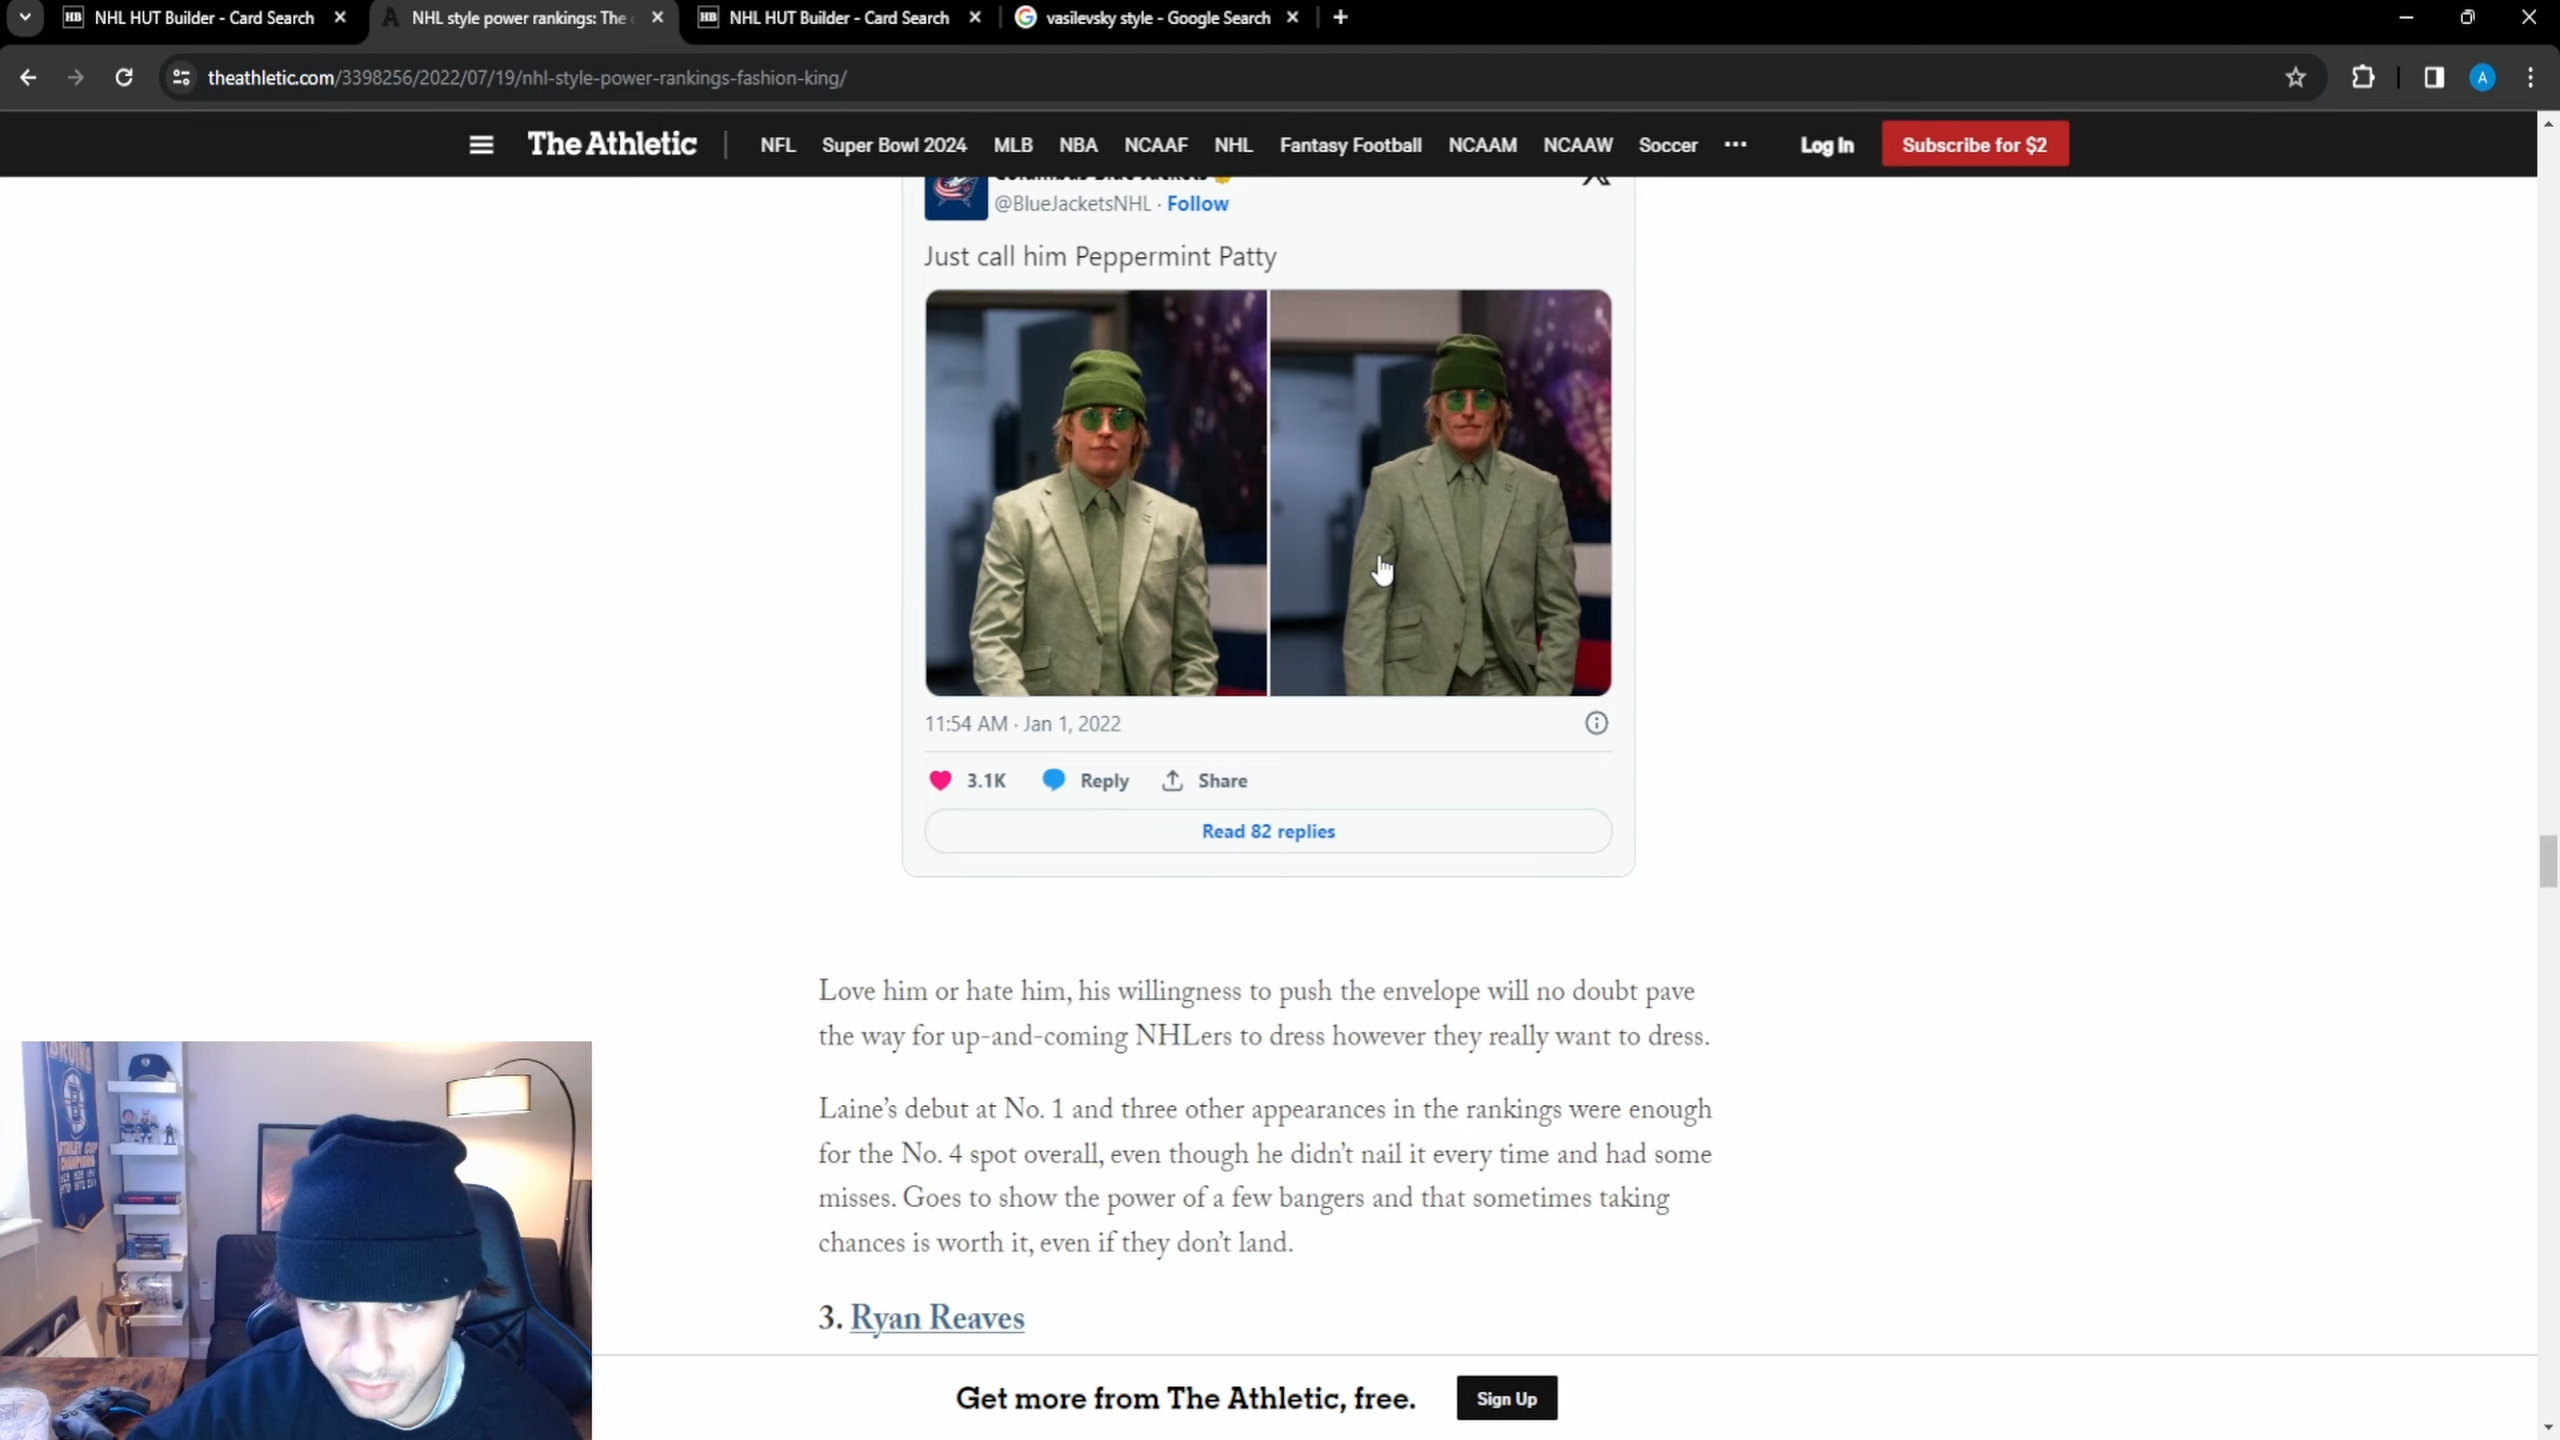 NHL HUT Builder - Card Search
NHL style power rankings: The
NHL HUT Builder - Card Search
vasilevsky style - Google Search
theathletic.com/3398256/2022/07/19/nhl-style-power-rankings-fashion-king/
A
The Athletic
NFL Super Bowl 2024 MLB NBA NCAAF NHL Fantasy Football NCAAM NCAAW Soccer ··· Log In Subscribe for $2
Columbus Blue Jackets
@BlueJacketsNHL · Follow
Just call him Peppermint Patty
11:54 AM · Jan 1, 2022
3.1K Reply Share
Read 82 replies
Love him or hate him, his willingness to push the envelope will no doubt pave
the way for up-and-coming NHLers to dress however they really want to dress.
Laine's debut at No. 1 and three other appearances in the rankings were enough
for the No. 4 spot overall, even though he didn't nail it every time and had some
misses. Goes to show the power of a few bangers and that sometimes taking
chances is worth it, even if they don't land.
3. Ryan Reaves
BRUINS
STANLEY CUP
CHAMPIONS
Get more from The Athletic, free. Sign Up